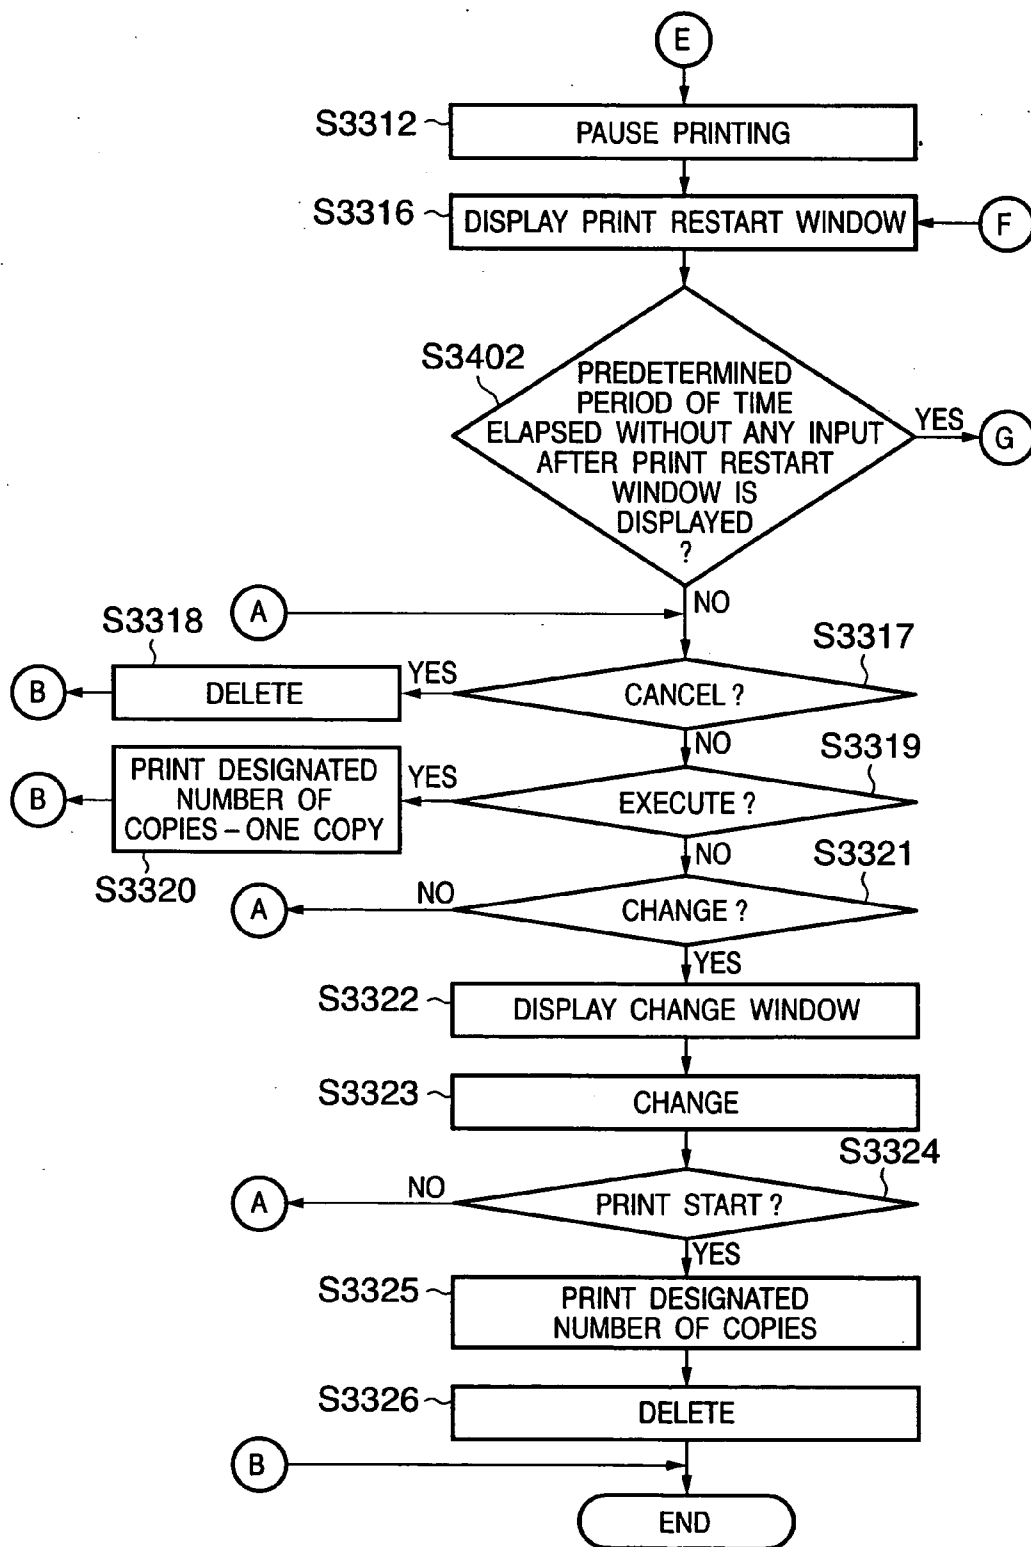 E
S3312
PAUSE PRINTING
S3316
DISPLAY PRINT RESTART WINDOW
F
S3402
PREDETERMINED
PERIOD OF TIME
ELAPSED WITHOUT ANY INPUT
AFTER PRINT RESTART
WINDOW IS
DISPLAYED
?
YES
G
NO
A
S3318
S3317
B
DELETE
YES
CANCEL ?
NO
S3319
B
PRINT DESIGNATED
NUMBER OF
COPIES – ONE COPY
YES
EXECUTE ?
S3320
NO
S3321
A
NO
CHANGE ?
YES
S3322
DISPLAY CHANGE WINDOW
S3323
CHANGE
S3324
A
NO
PRINT START ?
YES
S3325
PRINT DESIGNATED
NUMBER OF COPIES
S3326
DELETE
B
END